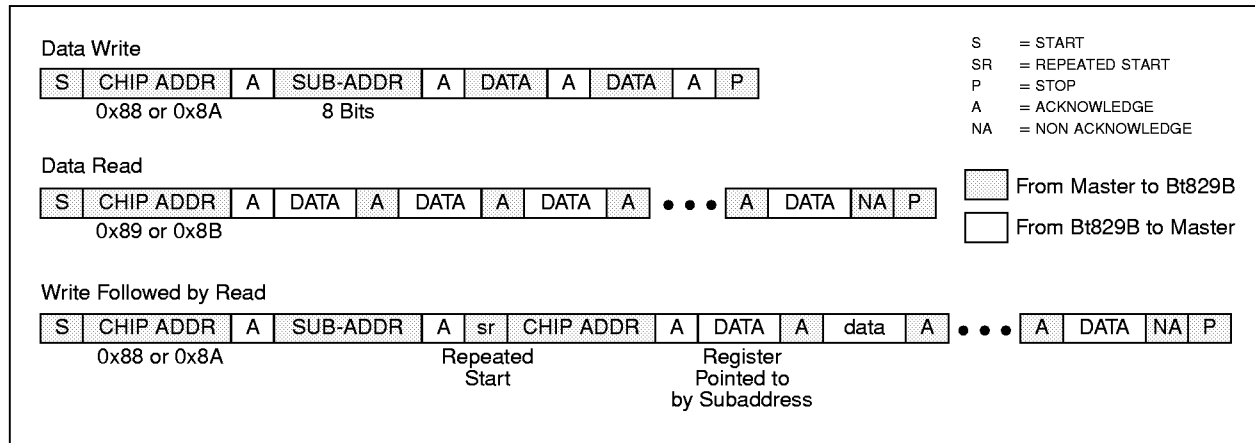 Data Write
S CHIP ADDR A SUB-ADDR A DATA A DATA A P
0x88 or 0x8A 8 Bits
Data Read
S CHIP ADDR A DATA A DATA A DATA A • • • A DATA NA P
0x89 or 0x8B
Write Followed by Read
S CHIP ADDR A SUB-ADDR A sr CHIP ADDR A DATA A data A • • • A DATA NA P
0x88 or 0x8A Repeated Start Register Pointed to by Subaddress
S = START
SR = REPEATED START
P = STOP
A = ACKNOWLEDGE
NA = NON ACKNOWLEDGE
From Master to Bt829B
From Bt829B to Master